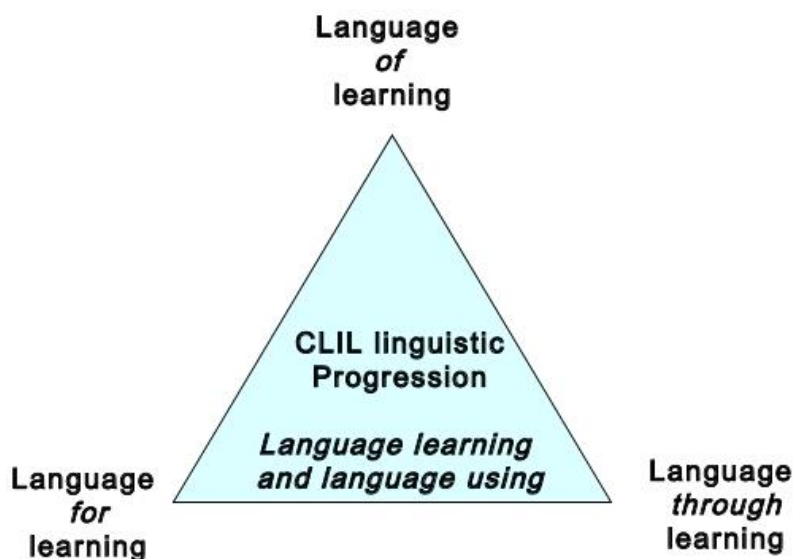 Language
of
learning
CLIL linguistic
Progression
Language learning
and language using
Language
for
learning
Language
through
learning